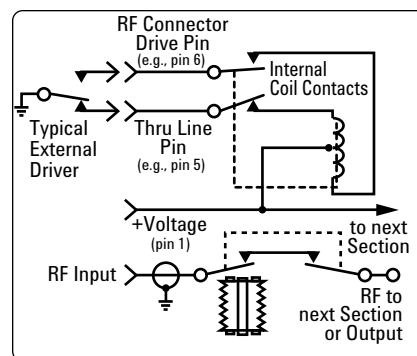 RF Connector
Drive Pin
(e.g., pin 6)
Internal
Coil Contacts
Typical
External
Driver
Thru Line
Pin
(e.g., pin 5)
+Voltage
(pin 1)
to next
Section
RF Input
RF to
next Section
or Output